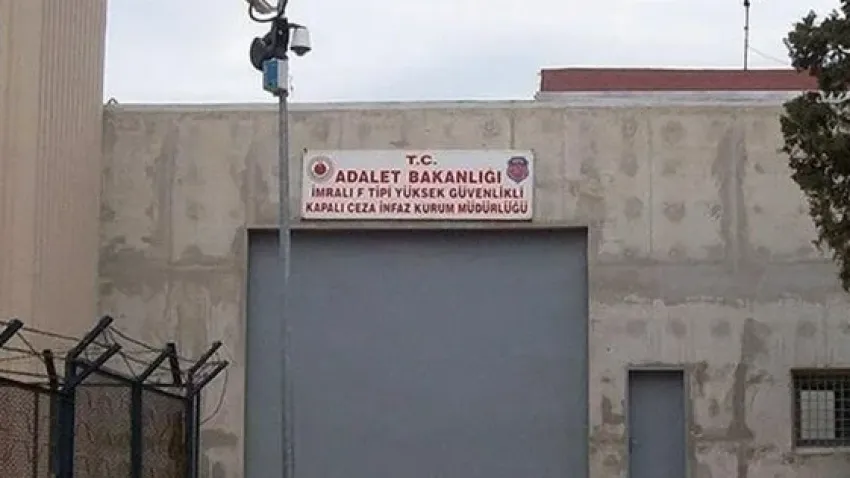 T.C.
ADALET BAKANLIĞI
İMRALI F TİPİ YÜKSEK GÜVENLİKLİ
KAPALI CEZA İNFAZ KURUM MÜDÜRLÜĞÜ